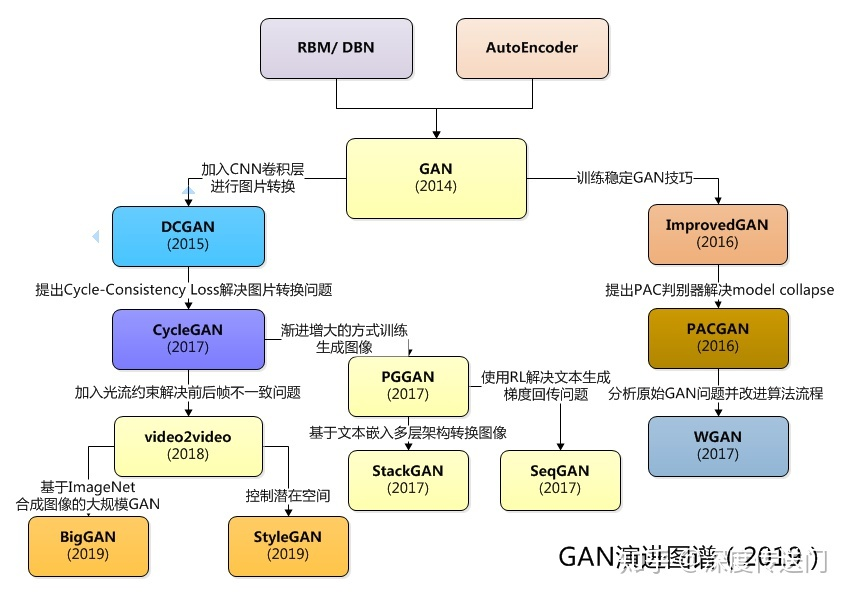 RBM/ DBN
AutoEncoder
GAN
(2014)
加入CNN卷积层
进行图片转换
训练稳定GAN技巧
DCGAN
(2015)
ImprovedGAN
(2016)
提出Cycle-Consistency Loss解决图片转换问题
提出PAC判别器解决model collapse
CycleGAN
(2017)
渐进增大的方式训练
生成图像
PACGAN
(2016)
PGGAN
(2017)
使用RL解决文本生成
梯度回传问题
加入光流约束解决前后帧不一致问题
分析原始GAN问题并改进算法流程
video2video
(2018)
基于文本嵌入多层架构转换图像
WGAN
(2017)
StackGAN
(2017)
SeqGAN
(2017)
基于ImageNet
合成图像的大规模GAN
控制潜在空间
BigGAN
(2019)
StyleGAN
(2019)
GAN演进图谱（2019）
知乎 @深度传送门